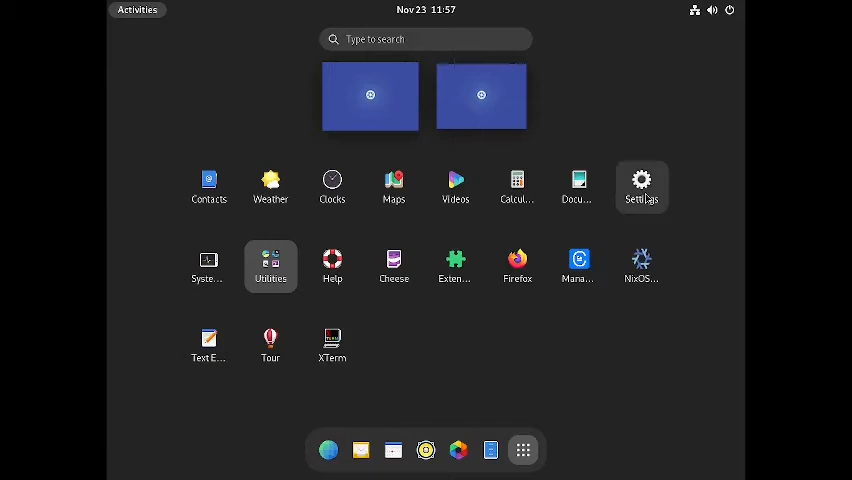 Activities
Nov 23 11:57
Type to search
Contacts
Weather
Clocks
Maps
Videos
Calcul...
Docu...
Settings
Syste...
Utilities
Help
Cheese
Exten...
Firefox
Mana...
NixOS...
Text E...
Tour
XTerm